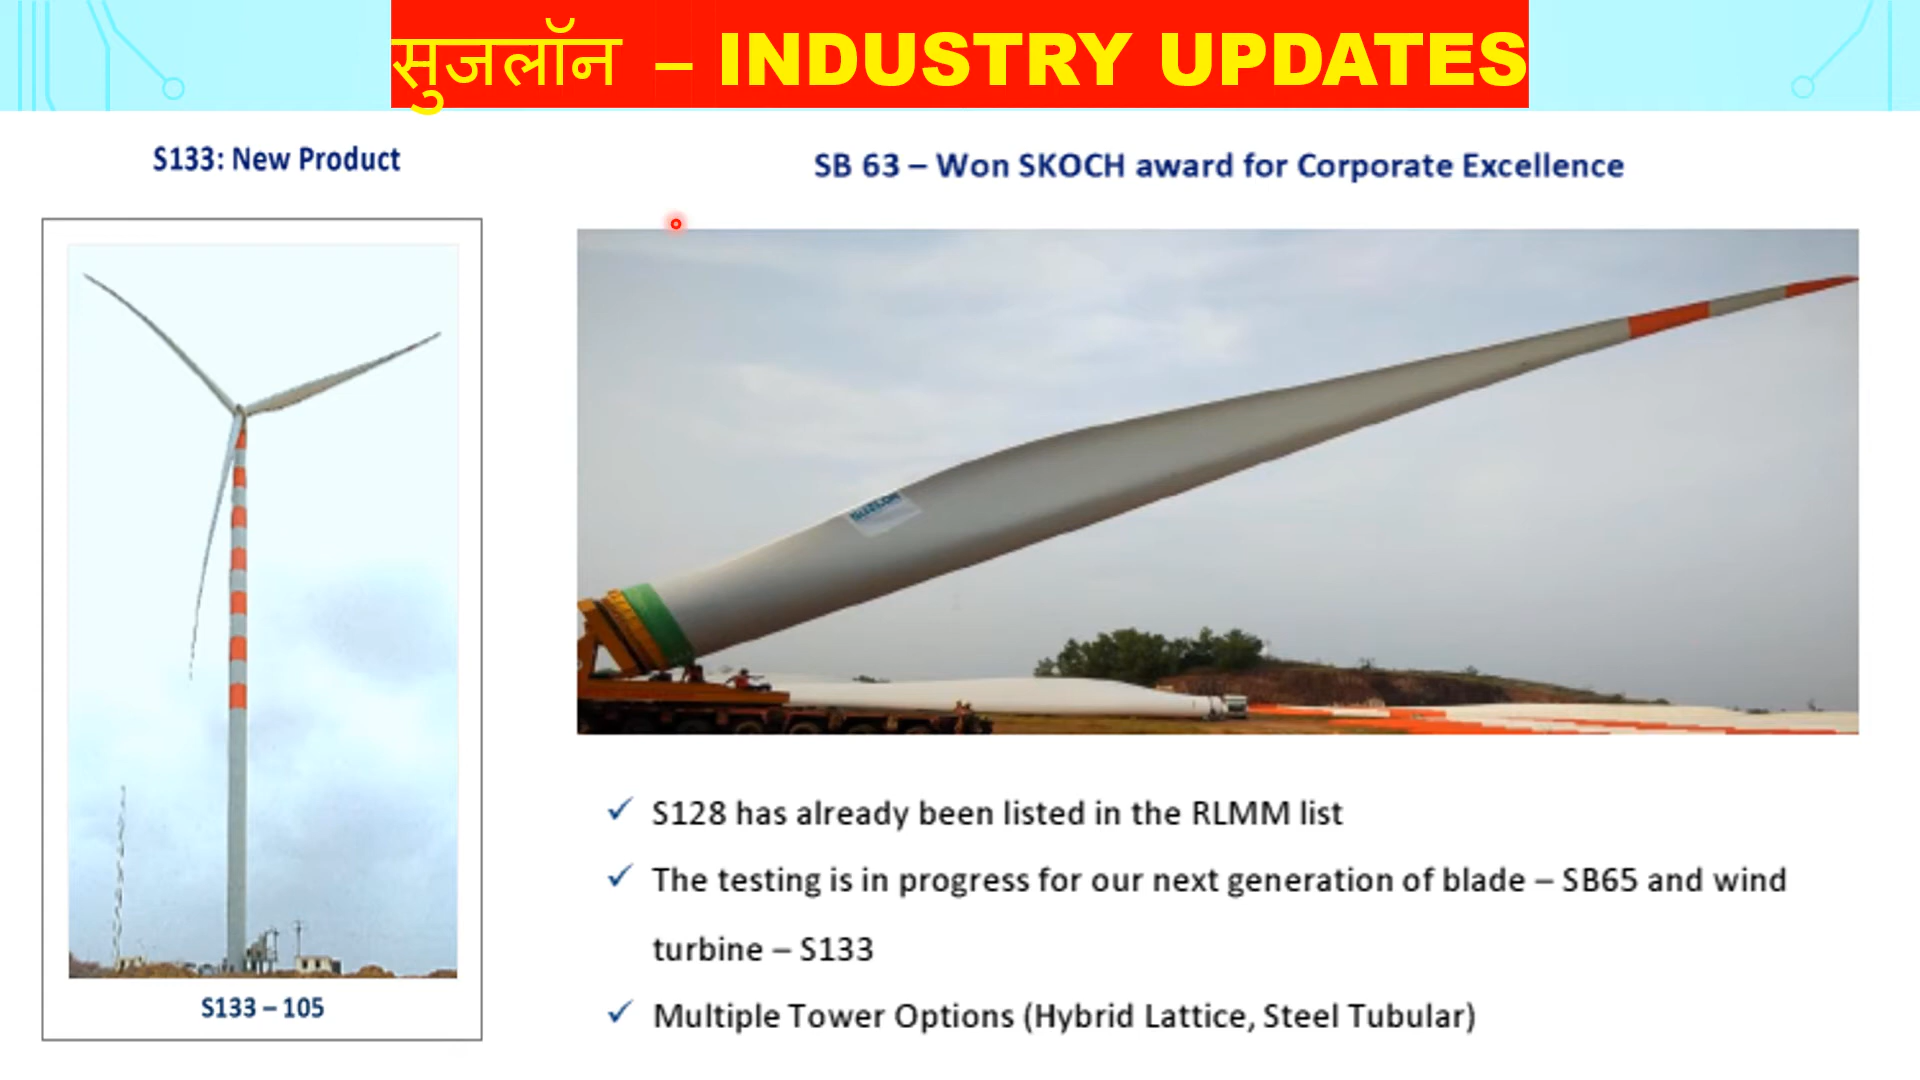 सुजलॉन – INDUSTRY UPDATES
S133: New Product
SB 63 – Won SKOCH award for Corporate Excellence
SUZLON
S133 – 105
✓ S128 has already been listed in the RLMM list
✓ The testing is in progress for our next generation of blade – SB65 and wind
turbine – S133
✓ Multiple Tower Options (Hybrid Lattice, Steel Tubular)